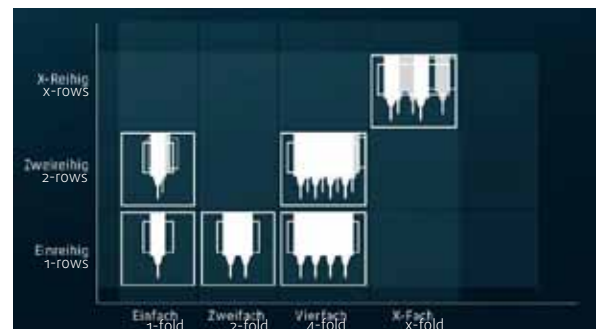 X-Reihig
x-rows
Zweireihig
2-rows
Einreihig
1-rows
Einfach
1-fold
Zweifach
2-fold
Vierfach
4-fold
X-Fach
x-fold